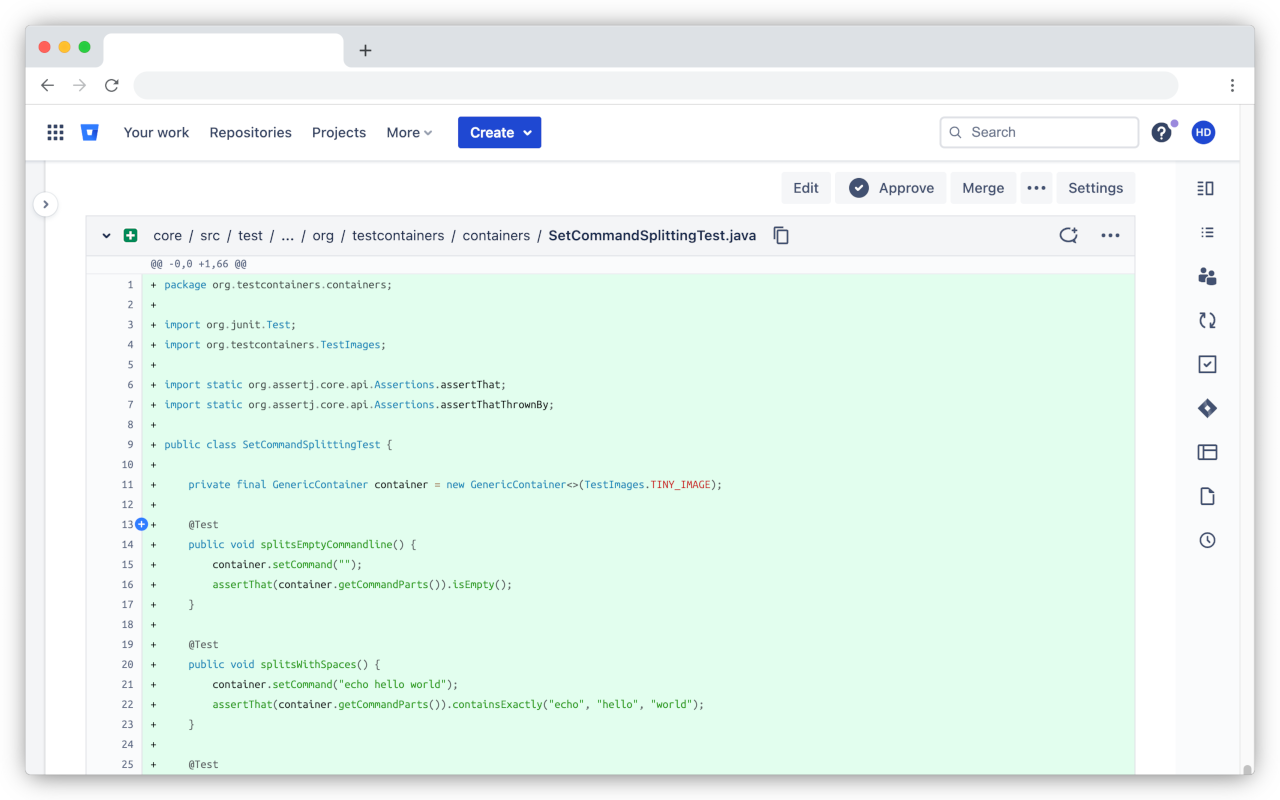 Your work Repositories Projects More Create Search ? HD
Edit Approve Merge ••• Settings
core / src / test / ... / org / testcontainers / containers / SetCommandSplittingTest.java
@@ -0,0 +1,66 @@
1 + package org.testcontainers.containers;
2 +
3 + import org.junit.Test;
4 + import org.testcontainers.TestImages;
5 +
6 + import static org.assertj.core.api.Assertions.assertThat;
7 + import static org.assertj.core.api.Assertions.assertThatThrownBy;
8 +
9 + public class SetCommandSplittingTest {
10 +
11 + private final GenericContainer container = new GenericContainer<>(TestImages.TINY_IMAGE);
12 +
13 + @Test
14 + public void splitsEmptyCommandline() {
15 + container.setCommand("");
16 + assertThat(container.getCommandParts()).isEmpty();
17 + }
18 +
19 + @Test
20 + public void splitsWithSpaces() {
21 + container.setCommand("echo hello world");
22 + assertThat(container.getCommandParts()).containsExactly("echo", "hello", "world");
23 + }
24 +
25 + @Test